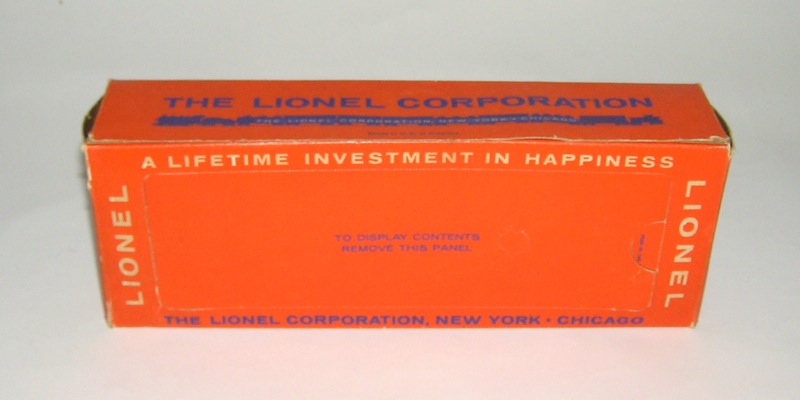 THE LIONEL CORPORATION
THE LIONEL CORPORATION, NEW YORK • CHICAGO
A LIFETIME INVESTMENT IN HAPPINESS
LIONEL
TO DISPLAY CONTENTS
REMOVE THIS PANEL
LIONEL
THE LIONEL CORPORATION, NEW YORK • CHICAGO